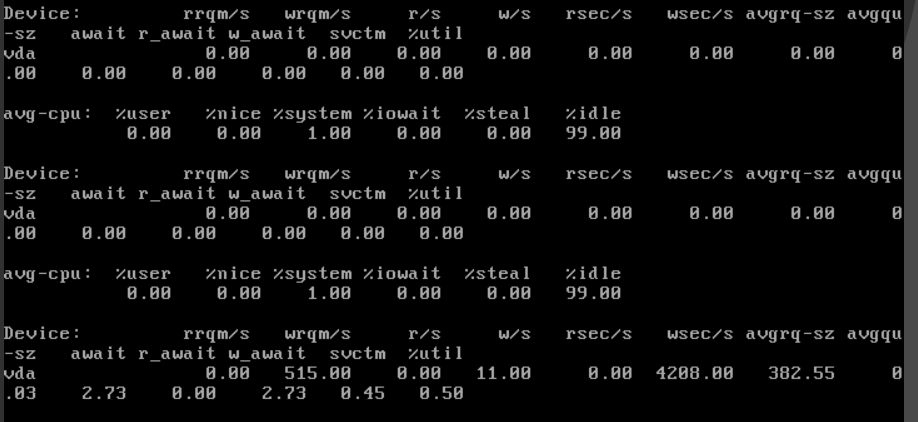 Device: rrqm/s wrqm/s r/s w/s rsec/s wsec/s avgrq-sz avgqu
-sz await r_await w_await svctm %util
vda 0.00 0.00 0.00 0.00 0.00 0.00 0.00 0
.00 0.00 0.00 0.00 0.00 0.00
avg-cpu: %user %nice %system %iowait %steal %idle
0.00 0.00 1.00 0.00 0.00 99.00
Device: rrqm/s wrqm/s r/s w/s rsec/s wsec/s avgrq-sz avgqu
-sz await r_await w_await svctm %util
vda 0.00 0.00 0.00 0.00 0.00 0.00 0.00 0
.00 0.00 0.00 0.00 0.00 0.00
avg-cpu: %user %nice %system %iowait %steal %idle
0.00 0.00 1.00 0.00 0.00 99.00
Device: rrqm/s wrqm/s r/s w/s rsec/s wsec/s avgrq-sz avgqu
-sz await r_await w_await svctm %util
vda 0.00 515.00 0.00 11.00 0.00 4208.00 382.55 0
.03 2.73 0.00 2.73 0.45 0.50